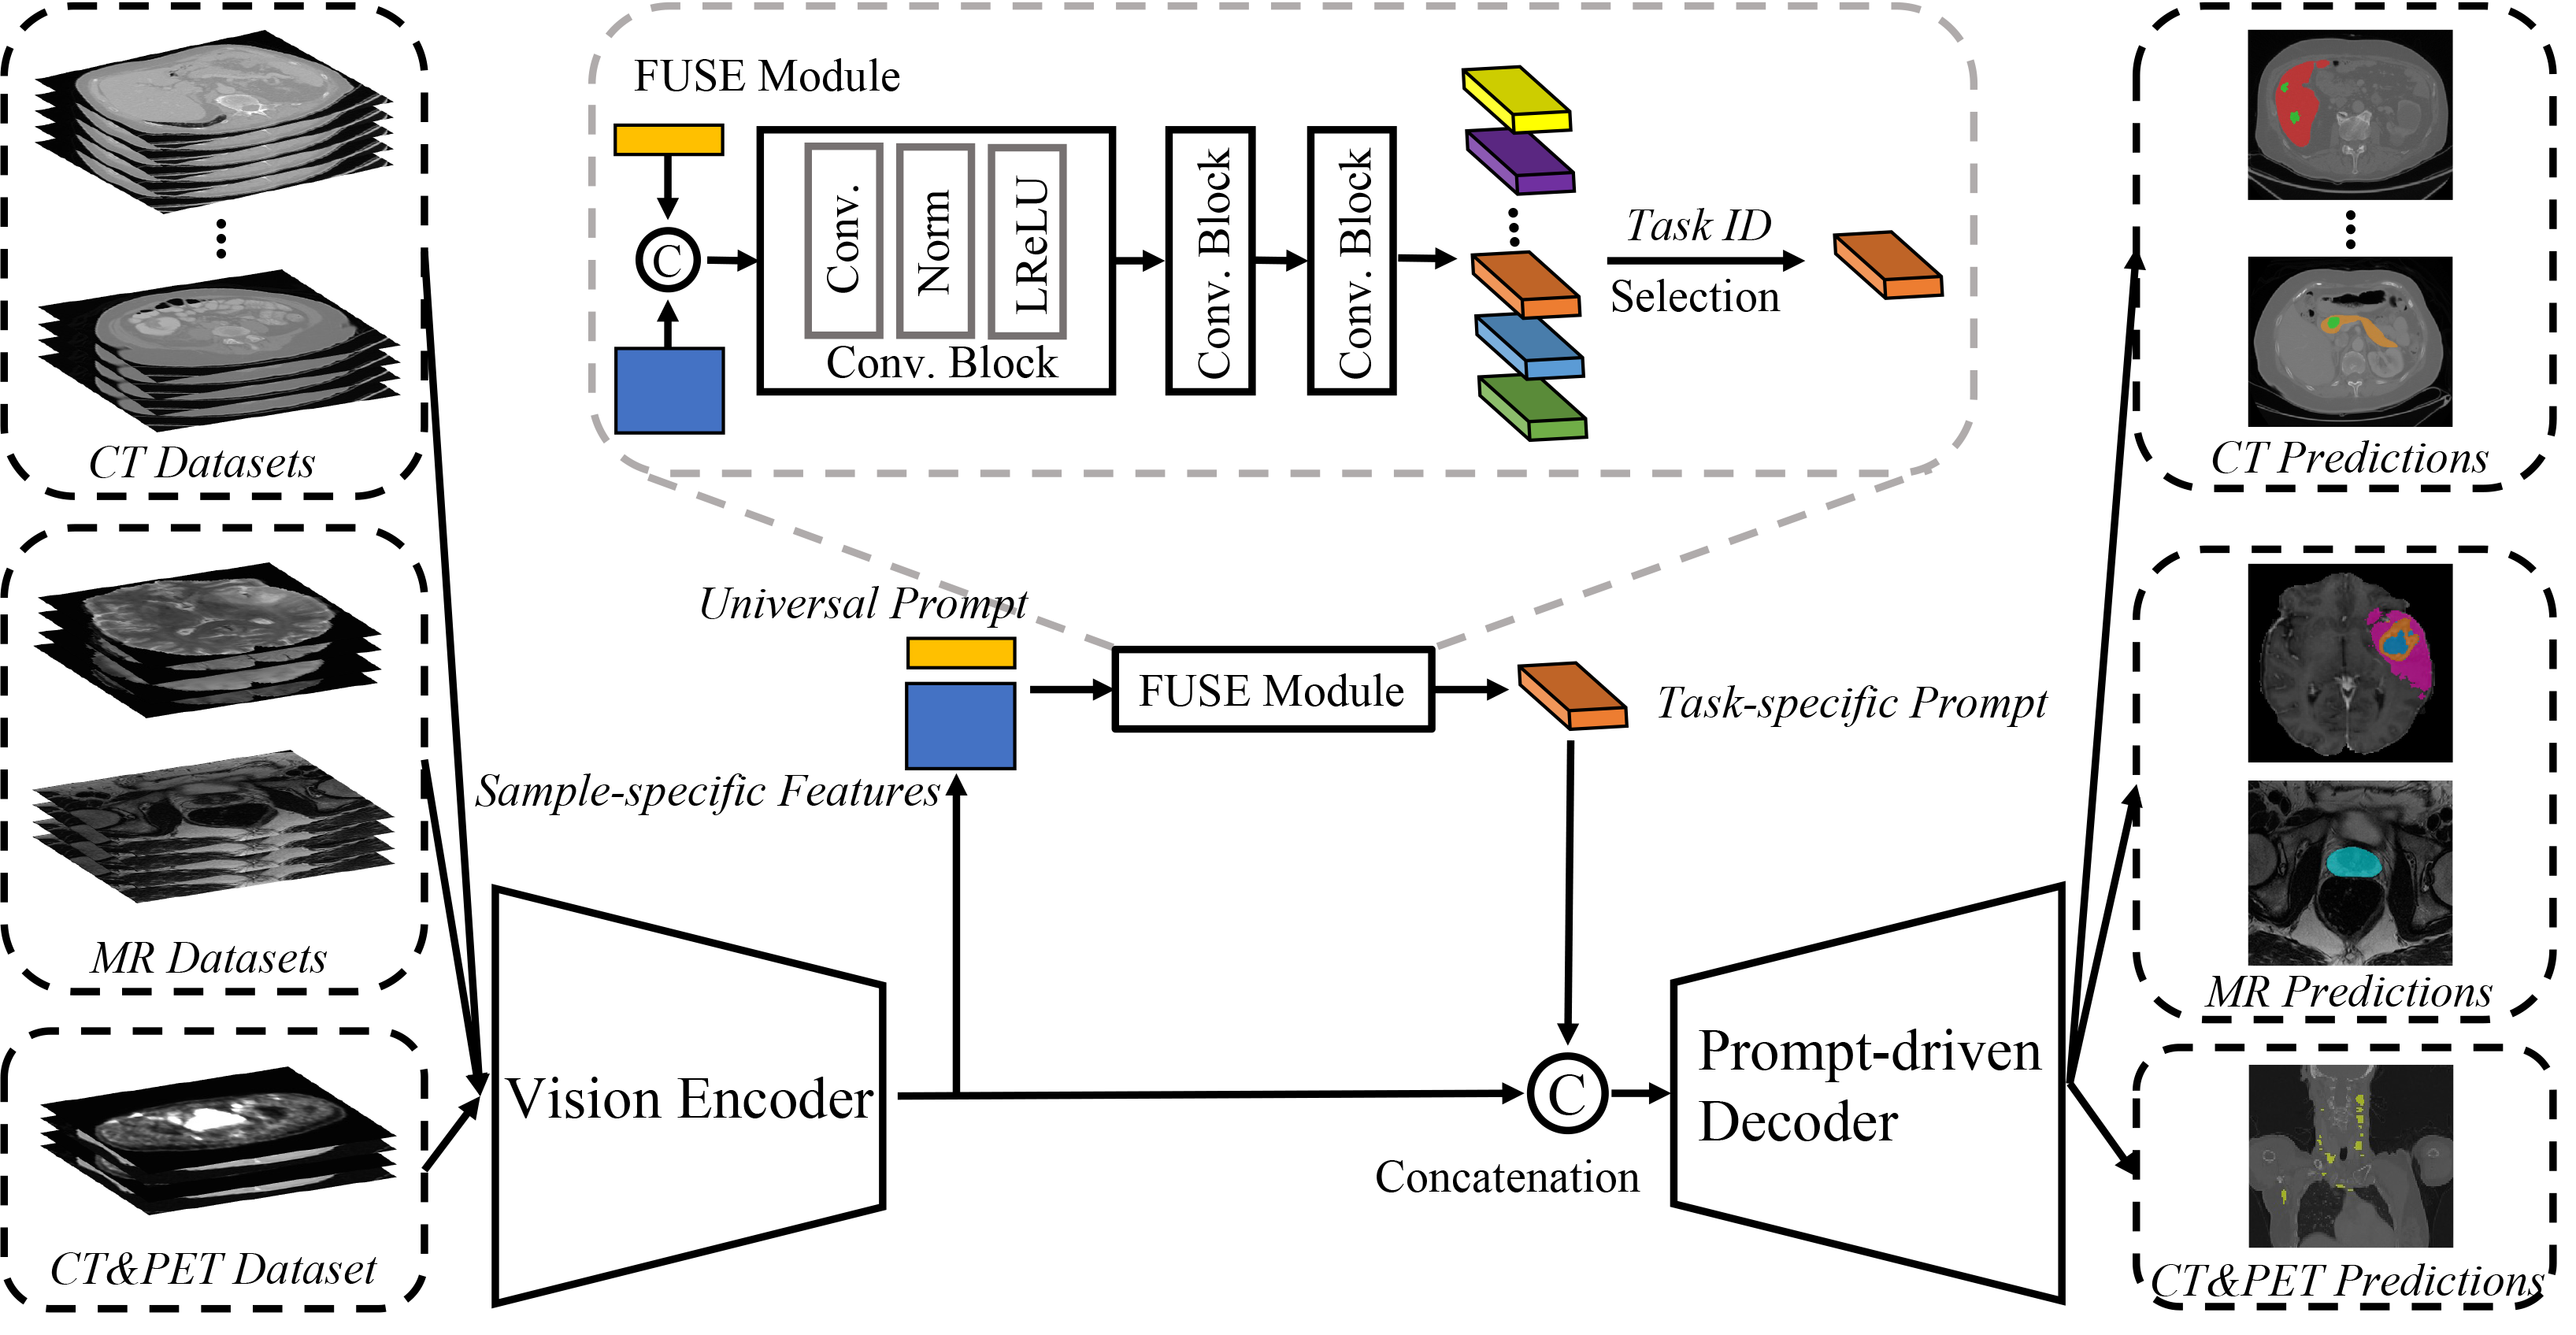 CT Datasets
MR Datasets
CT&PET Dataset
FUSE Module
C
Conv.
Norm
LReLU
Conv. Block
Conv. Block
Conv. Block
Task ID
Selection
Universal Prompt
Sample-specific Features
FUSE Module
Task-specific Prompt
Vision Encoder
C
Concatenation
Prompt-driven
Decoder
CT Predictions
MR Predictions
CT&PET Predictions